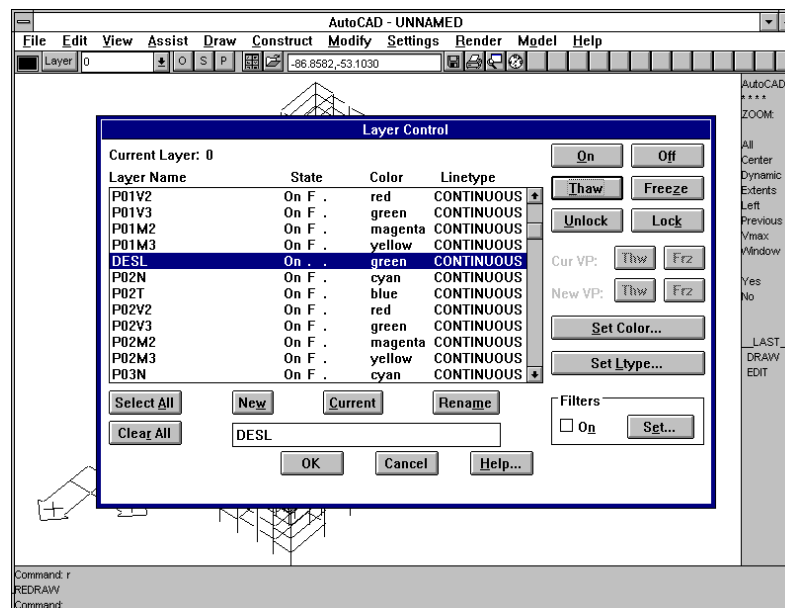 AutoCAD - UNNAMED
File Edit View Assist Draw Construct Modify Settings Render Model Help
Layer 0 O S P -86.8582,-53.1030
AutoCAD
* * * *
ZOOM:
All
Center
Dynamic
Extents
Left
Previous
Vmax
Window
Yes
No
__LAST_
DRAW
EDIT
Layer Control
Current Layer: 0
Layer Name State Color Linetype
P01V2 On F . red CONTINUOUS
P01V3 On F . green CONTINUOUS
P01M2 On F . magenta CONTINUOUS
P01M3 On F . yellow CONTINUOUS
DESL On . . green CONTINUOUS
P02N On F . cyan CONTINUOUS
P02T On F . blue CONTINUOUS
P02V2 On F . red CONTINUOUS
P02V3 On F . green CONTINUOUS
P02M2 On F . magenta CONTINUOUS
P02M3 On F . yellow CONTINUOUS
P03N On F . cyan CONTINUOUS
On Off
Thaw Freeze
Unlock Lock
Cur VP: Thw Frz
New VP: Thw Frz
Set Color...
Set Ltype...
Filters
On Set...
Select All New Current Rename
Clear All DESL
OK Cancel Help...
Command: r
REDRAW
Command: